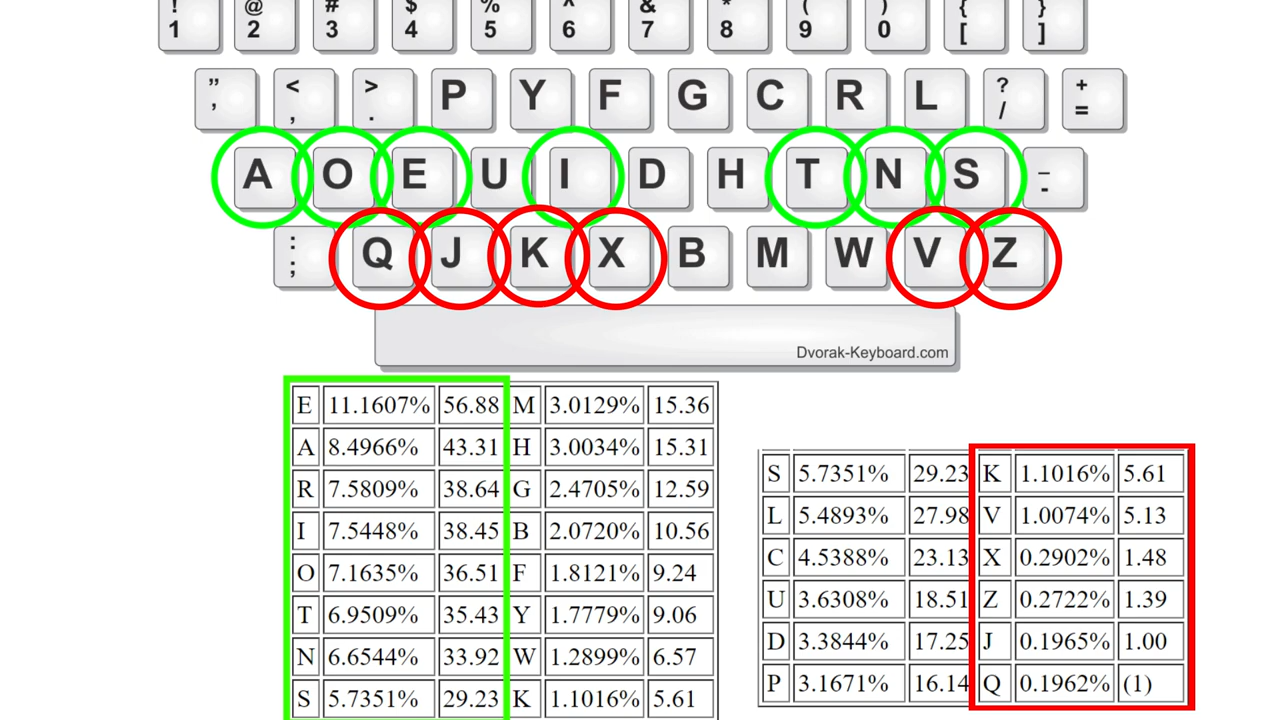 ! @ # $ % ^ & * ( ) { }
1 2 3 4 5 6 7 8 9 0 [ ]
” < > P Y F G C R L ? +
, , . / =
A O E U I D H T N S _
-
: Q J K X B M W V Z
;
Dvorak-Keyboard.com
E 11.1607% 56.88 M 3.0129% 15.36
A 8.4966% 43.31 H 3.0034% 15.31
R 7.5809% 38.64 G 2.4705% 12.59
I 7.5448% 38.45 B 2.0720% 10.56
O 7.1635% 36.51 F 1.8121% 9.24
T 6.9509% 35.43 Y 1.7779% 9.06
N 6.6544% 33.92 W 1.2899% 6.57
S 5.7351% 29.23 K 1.1016% 5.61
S 5.7351% 29.23 K 1.1016% 5.61
L 5.4893% 27.98 V 1.0074% 5.13
C 4.5388% 23.13 X 0.2902% 1.48
U 3.6308% 18.51 Z 0.2722% 1.39
D 3.3844% 17.25 J 0.1965% 1.00
P 3.1671% 16.14 Q 0.1962% (1)